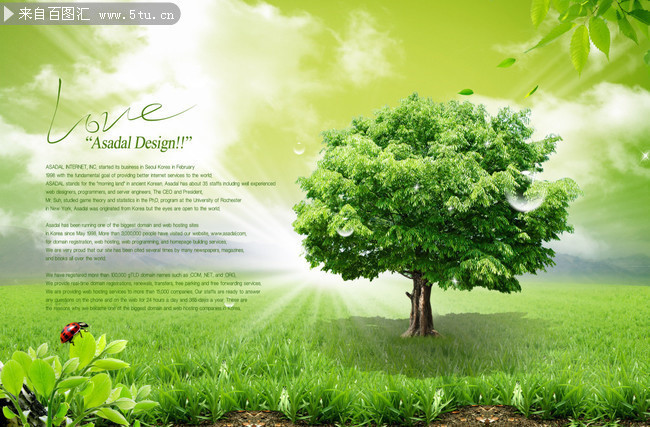 来自百图汇 www.5tu.cn
Love
“Asadal Design!!”
ASADAL INTERNET, INC. started its business in Seoul Korea in February
1998 with the fundamental goal of providing better internet services to the world.
ASADAL stands for the "morning land" in ancient Korean. Asadal has about 35 staffs including well experienced
web designers, programmers, and server engineers. The CEO and President,
Mr. Suh, studied game theory and statistics in the PhD. program at the University of Rochester
in New York. Asadal was originated from Korea but the eyes are open to the world.
Asadal has been running one of the biggest domain and web hosting sites
in Korea since May 1998. More than 3,000,000 people have visited our website, www.asadal.com,
for domain registration, web hosting, web programming, and homepage building services.
We are very proud that our site has been cited several times by many newspapers, magazines,
and books all over the world.
We have registered more than 100,000 gTLD domain names such as .COM, .NET, and .ORG.
We provide real-time domain registrations, renewals, transfers, free parking and free forwarding services.
We are providing web hosting services to more than 15,000 companies. Our staffs are ready to answer
any questions on the phone and on the web for 24 hours a day and 365 days a year. These are
the reasons why we became one of the biggest domain and web hosting companies in Korea.